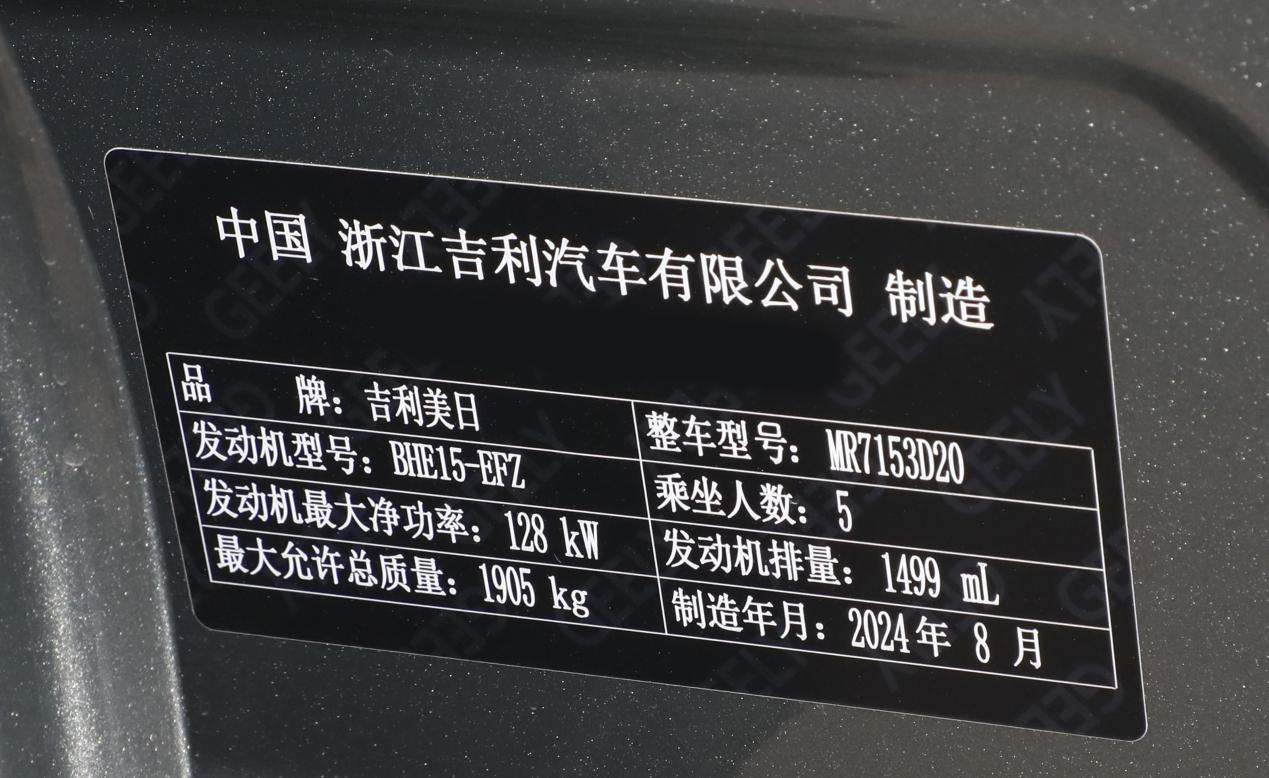 中国 浙江吉利汽车有限公司 制造
品 牌：吉利美日 整车型号：MR7153D20
发动机型号：BHE15-EFZ 乘坐人数：5
发动机最大净功率：128 kW 发动机排量：1499 mL
最大允许总质量：1905 kg 制造年月：2024年 8 月